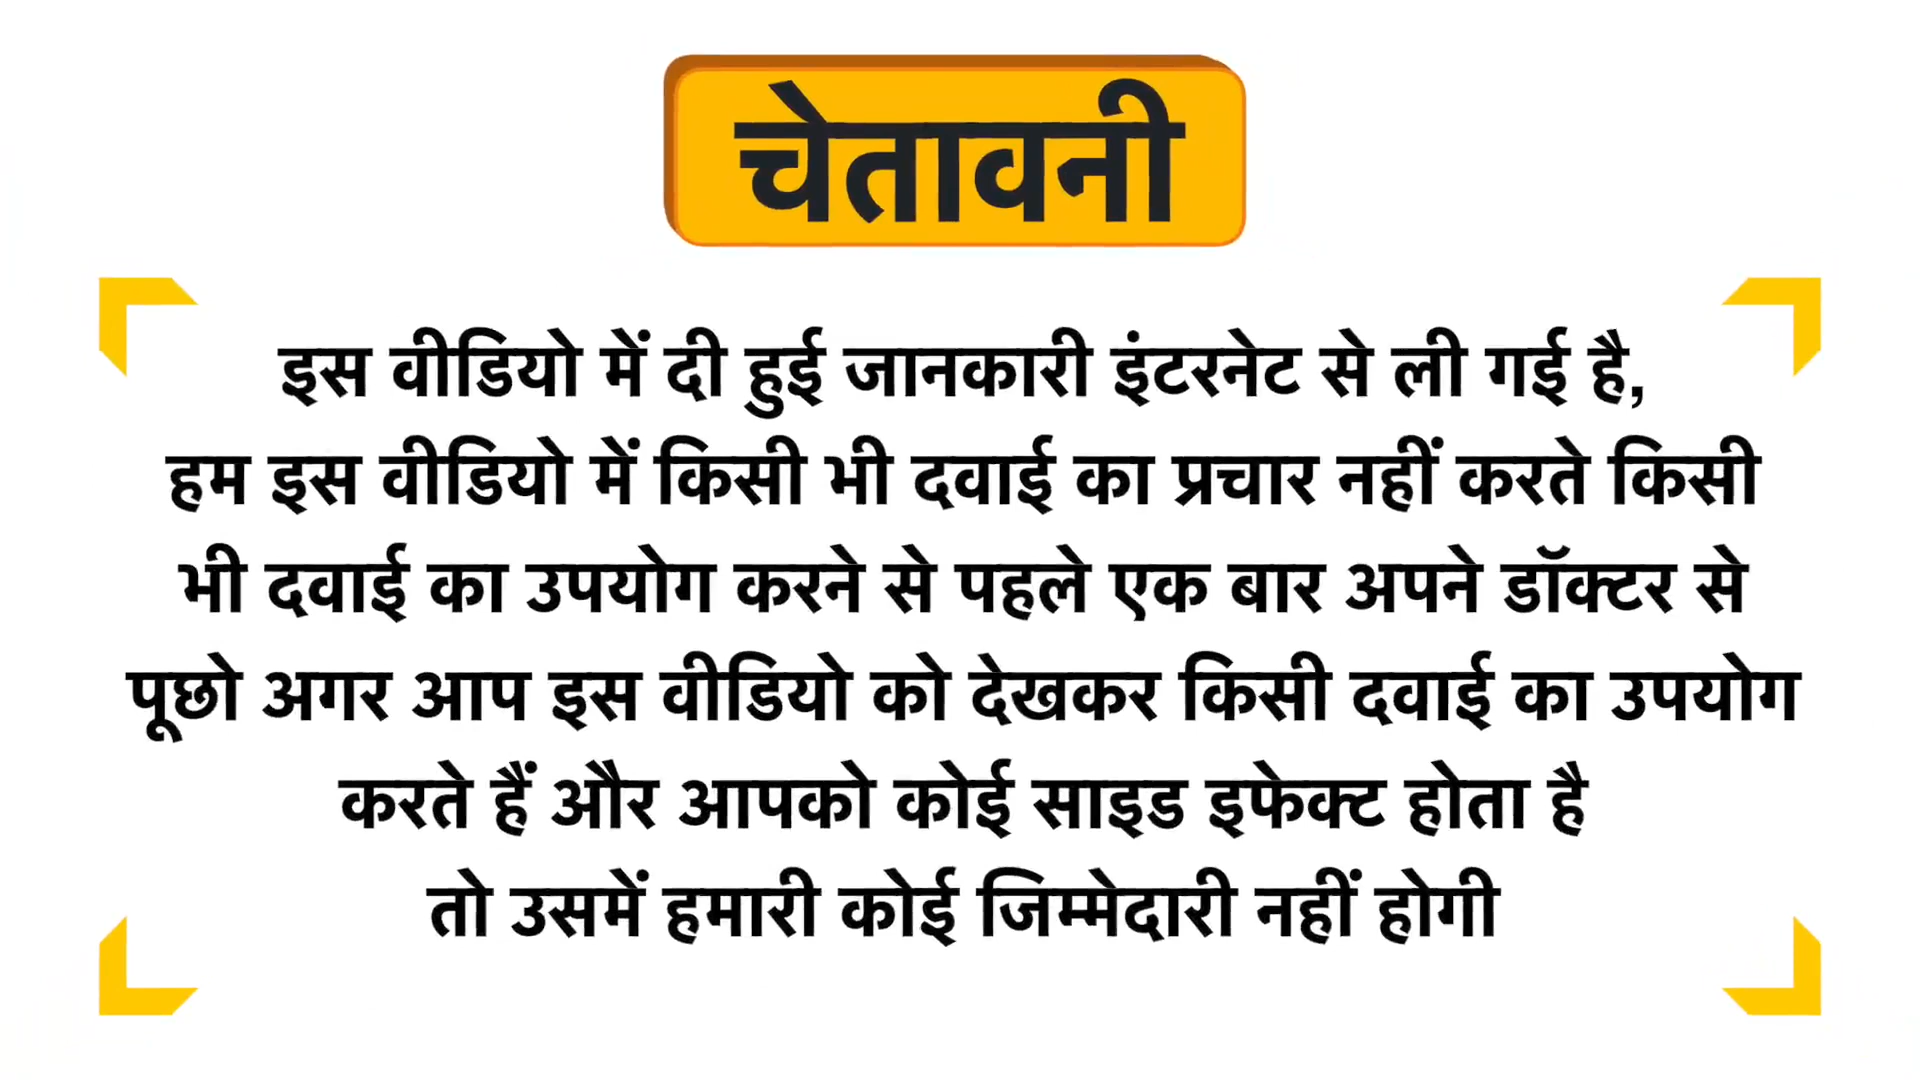 चेतावनी
इस वीडियो में दी हुई जानकारी इंटरनेट से ली गई है,
हम इस वीडियो में किसी भी दवाई का प्रचार नहीं करते किसी
भी दवाई का उपयोग करने से पहले एक बार अपने डॉक्टर से
पूछो अगर आप इस वीडियो को देखकर किसी दवाई का उपयोग
करते हैं और आपको कोई साइड इफेक्ट होता है
तो उसमें हमारी कोई जिम्मेदारी नहीं होगी